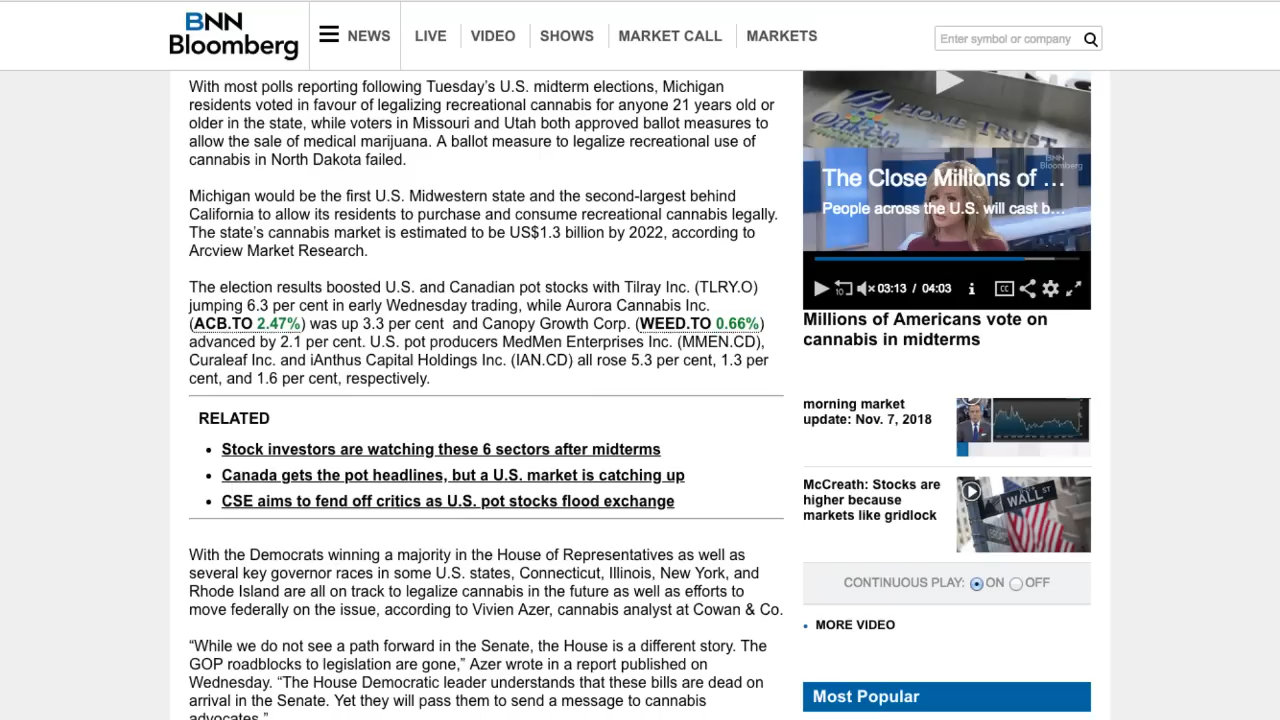 BNN
Bloomberg
NEWS
LIVE
VIDEO
SHOWS
MARKET CALL
MARKETS
Enter symbol or company
With most polls reporting following Tuesday’s U.S. midterm elections, Michigan
residents voted in favour of legalizing recreational cannabis for anyone 21 years old or
older in the state, while voters in Missouri and Utah both approved ballot measures to
allow the sale of medical marijuana. A ballot measure to legalize recreational use of
cannabis in North Dakota failed.
Michigan would be the first U.S. Midwestern state and the second-largest behind
California to allow its residents to purchase and consume recreational cannabis legally.
The state’s cannabis market is estimated to be US$1.3 billion by 2022, according to
Arcview Market Research.
The election results boosted U.S. and Canadian pot stocks with Tilray Inc. (TLRY.O)
jumping 6.3 per cent in early Wednesday trading, while Aurora Cannabis Inc.
(ACB.TO 2.47%) was up 3.3 per cent  and Canopy Growth Corp. (WEED.TO 0.66%)
advanced by 2.1 per cent. U.S. pot producers MedMen Enterprises Inc. (MMEN.CD),
Curaleaf Inc. and iAnthus Capital Holdings Inc. (IAN.CD) all rose 5.3 per cent, 1.3 per
cent, and 1.6 per cent, respectively.
RELATED
• Stock investors are watching these 6 sectors after midterms
• Canada gets the pot headlines, but a U.S. market is catching up
• CSE aims to fend off critics as U.S. pot stocks flood exchange
With the Democrats winning a majority in the House of Representatives as well as
several key governor races in some U.S. states, Connecticut, Illinois, New York, and
Rhode Island are all on track to legalize cannabis in the future as well as efforts to
move federally on the issue, according to Vivien Azer, cannabis analyst at Cowan & Co.
“While we do not see a path forward in the Senate, the House is a different story. The
GOP roadblocks to legislation are gone,” Azer wrote in a report published on
Wednesday. “The House Democratic leader understands that these bills are dead on
arrival in the Senate. Yet they will pass them to send a message to cannabis
advocates.”
HOME TRUST
BNN
Bloomberg
The Close Millions of ...
People across the U.S. will cast b...
10
03:13 / 04:03
i
CC
Millions of Americans vote on
cannabis in midterms
morning market
update: Nov. 7, 2018
McCreath: Stocks are
higher because
markets like gridlock
WALL ST
CONTINUOUS PLAY: ON OFF
• MORE VIDEO
Most Popular